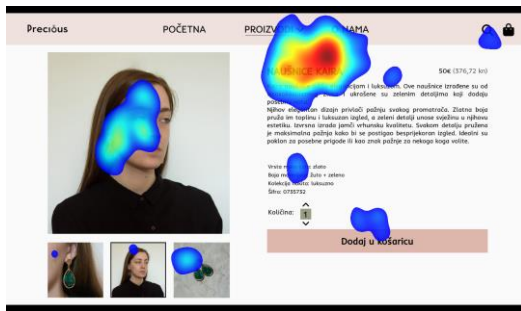 Precious
POČETNA
PROIZVODI
NAMA
NAUŠNICE KAIRA
50€ (376,72 kn)
cijom i luksuzom. Ove naušnice izrađene su od
ukrašene su zelenim detaljima koji dodaju
Njihov elegantan dizajn privlači pažnju svakog promatrača. Zlatna boja
pruža im toplinu i luksuzan izgled, a zeleni detalji unose svježinu u njihovu
estetiku. Izvrsna izrada jamči vrhunsku kvalitetu. Svakom detalju pružena
je maksimalna pažnja kako bi se postigao besprijekoran izgled. Idealni su
poklon za posebne prigode ili kao znak pažnje za nekoga koga volite.
Vrsta zlato
Boja žuto + zeleno
Kolekcija luksuzno
Šifra: 0735732
Količina: 1
Dodaj u košaricu